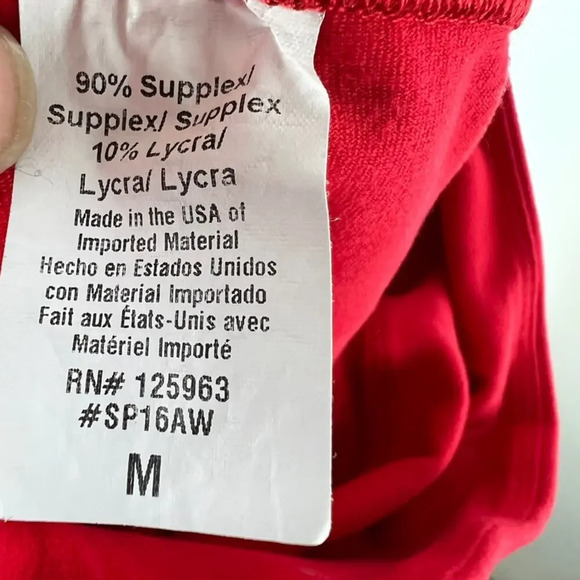 90% Supplex/
Supplex/ Supplex
10% Lycra/
Lycra/ Lycra
Made in the USA of
Imported Material
Hecho en Estados Unidos
con Material Importado
Fait aux États-Unis avec
Matériel Importé
RN# 125963
#SP16AW
M